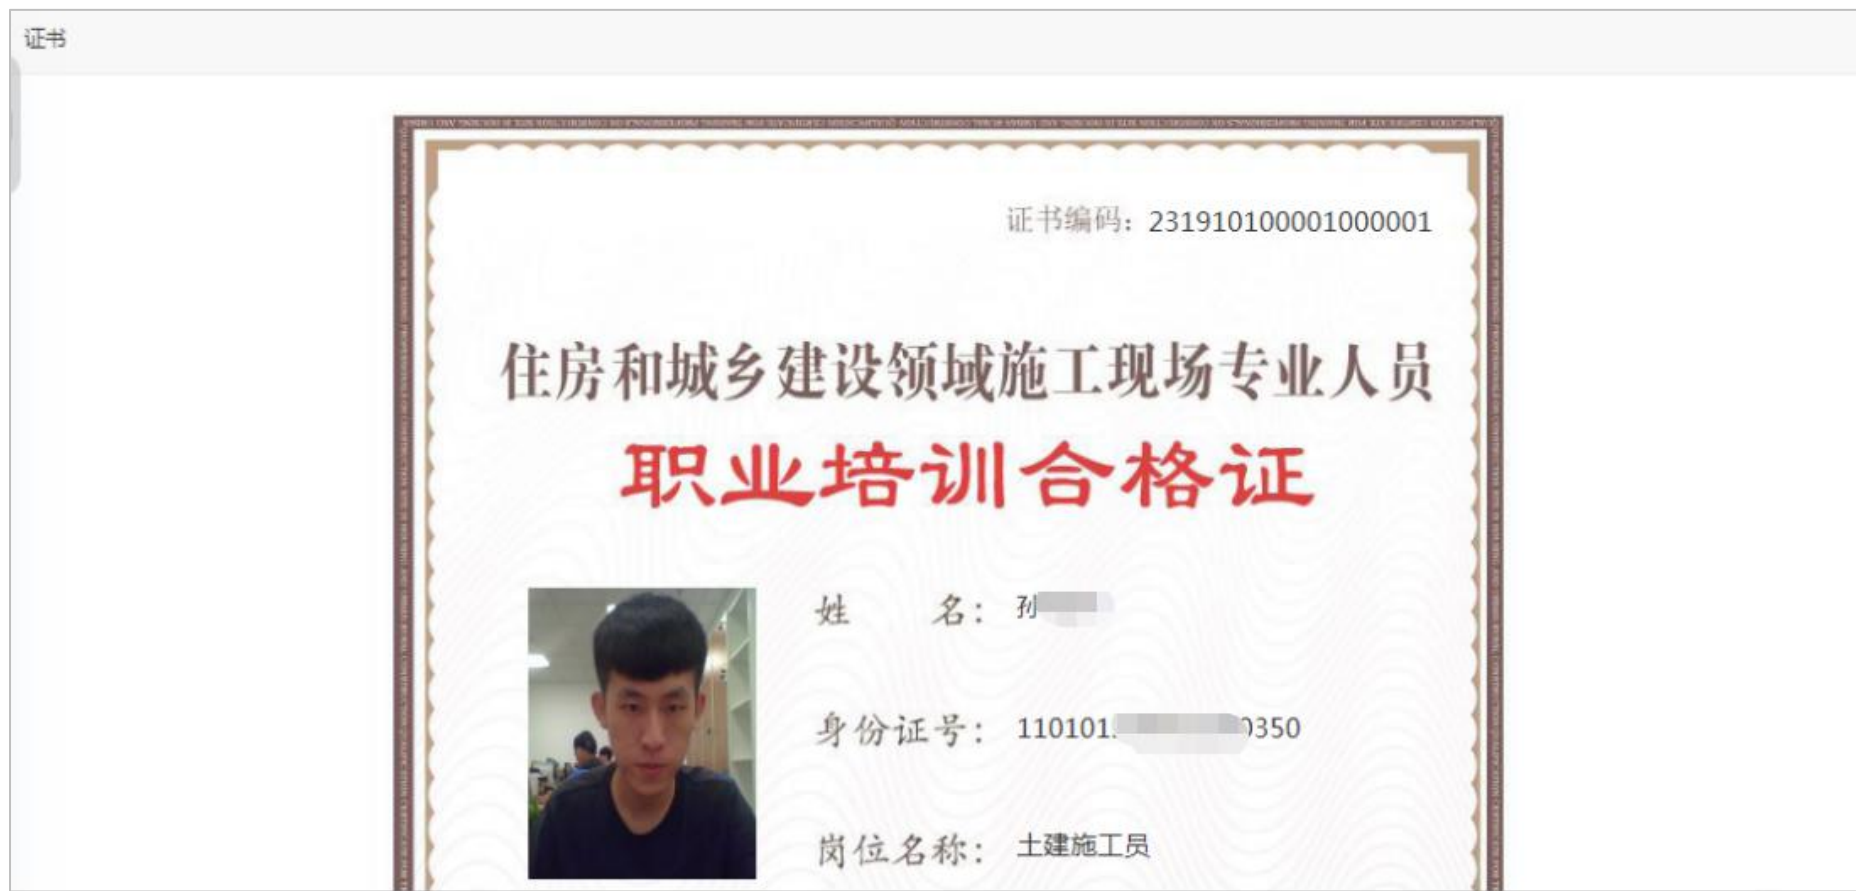 证书
证书编码：231910100001000001
住房和城乡建设领域施工现场专业人员
职业培训合格证
姓 名：孙
身份证号：110101 0350
岗位名称：土建施工员